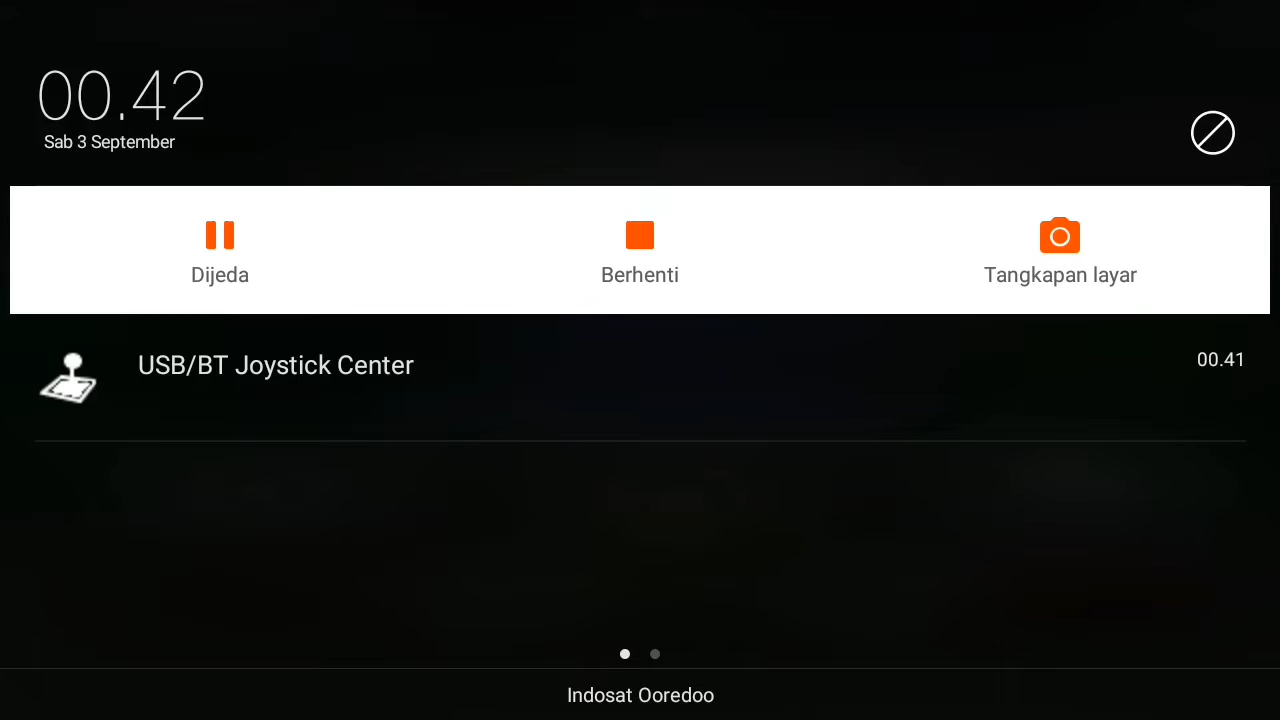 00.42
Sab 3 September
Dijeda
Berhenti
Tangkapan layar
USB/BT Joystick Center
00.41
Indosat Ooredoo